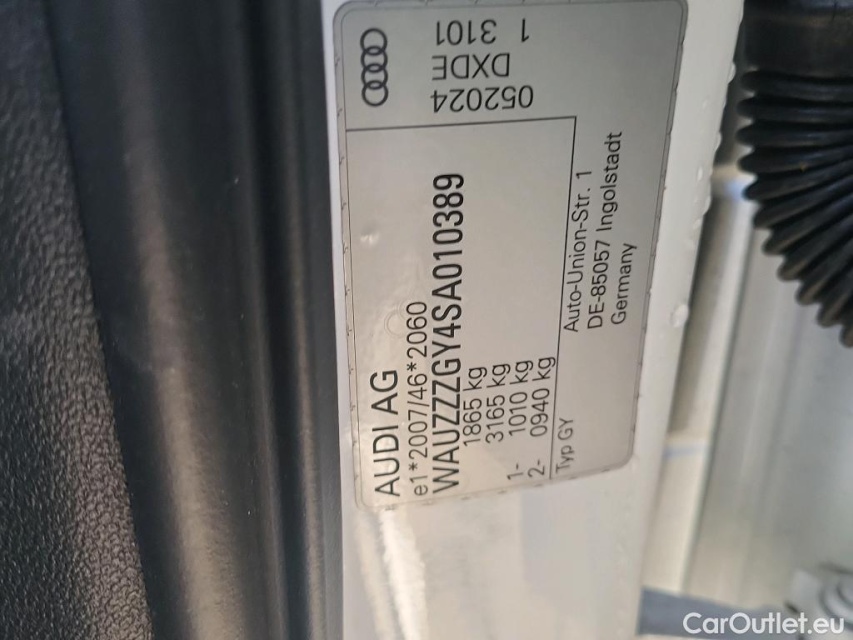 AUDI AG
e1*2007/46*2060
WAUZZZGY4SA010389
1865 kg
3165 kg
1- 1010 kg
2- 0940 kg
Typ GY
Auto-Union-Str. 1
DE-85057 Ingolstadt
Germany
052024
DXDE
1 3101
CarOutlet.eu